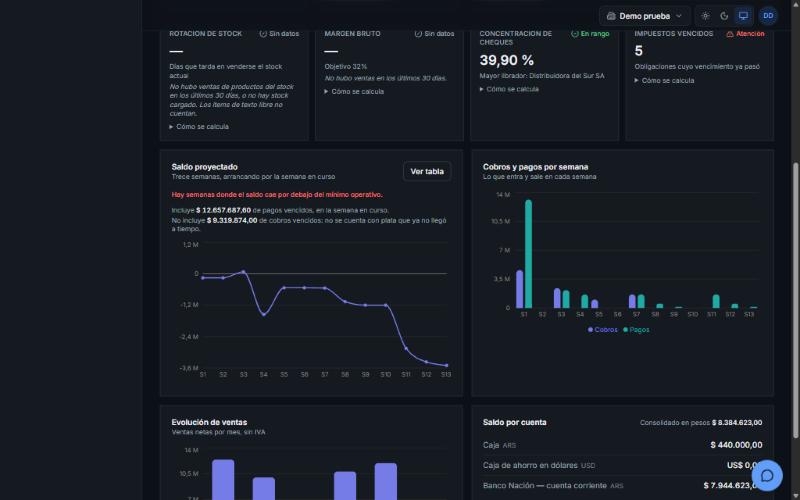 Demo prueba
DD
ROTACIÓN DE STOCK
Sin datos
—
Días que tarda en venderse el stock
actual
No hubo ventas de productos del stock
en los últimos 30 días, o no hay stock
cargado. Los ítems de texto libre no
cuentan.
Cómo se calcula
MARGEN BRUTO
Sin datos
—
Objetivo 32%
No hubo ventas en los últimos 30 días.
Cómo se calcula
CONCENTRACIÓN DE
CHEQUES
En rango
39,90 %
Mayor librador: Distribuidora del Sur SA
Cómo se calcula
IMPUESTOS VENCIDOS
Atención
5
Obligaciones cuyo vencimiento ya pasó
Cómo se calcula
Saldo proyectado
Trece semanas, arrancando por la semana en curso
Ver tabla
Hay semanas donde el saldo cae por debajo del mínimo operativo.
Incluye $ 12.657.687,60 de pagos vencidos, en la semana en curso.
No incluye $ 9.319.874,00 de cobros vencidos: no se cuenta con plata que ya no llegó
a tiempo.
1,2 M
0
-1,2 M
-2,4 M
-3,6 M
S1 S2 S3 S4 S5 S6 S7 S8 S9 S10 S11 S12 S13
Cobros y pagos por semana
Lo que entra y sale en cada semana
14 M
10,5 M
7 M
3,5 M
0
S1 S2 S3 S4 S5 S6 S7 S8 S9 S10 S11 S12 S13
Cobros Pagos
Evolución de ventas
Ventas netas por mes, sin IVA
14 M
10,5 M
7 M
Saldo por cuenta
Consolidado en pesos $ 8.384.623,00
Caja ARS
$ 440.000,00
Caja de ahorro en dólares USD
US$ 0,0
Banco Nación — cuenta corriente ARS
$ 7.944.623,0